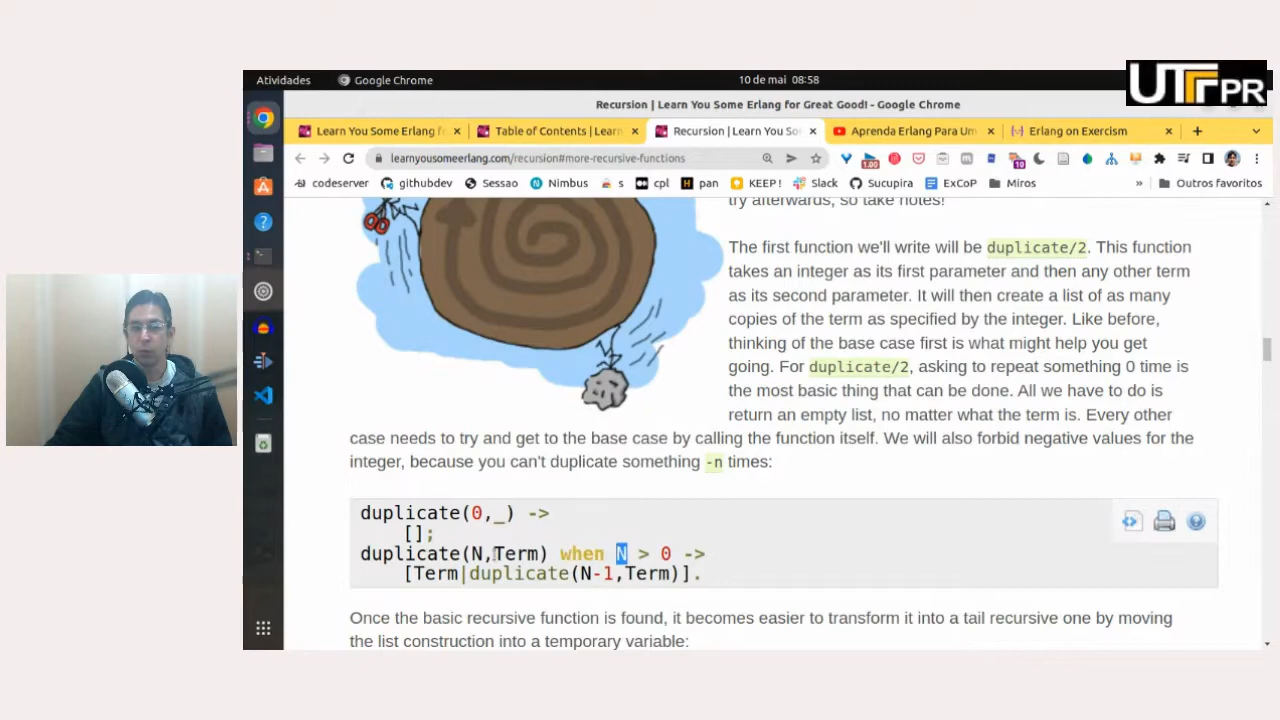 UTFPR
Atividades
Google Chrome
10 de mai 08:58
Recursion | Learn You Some Erlang for Great Good! - Google Chrome
Learn You Some Erlang f
Table of Contents | Learn
Recursion | Learn You So
Aprenda Erlang Para Um
Erlang on Exercism
learnyousomeerlang.com/recursion#more-recursive-functions
1.00
10
codeserver
githubdev
Sessao
Nimbus
s
cpl
pan
KEEP!
Slack
Sucupira
ExCoP
Miros
»
Outros favoritos
try afterwards, so take notes!
The first function we'll write will be duplicate/2. This function
takes an integer as its first parameter and then any other term
as its second parameter. It will then create a list of as many
copies of the term as specified by the integer. Like before,
thinking of the base case first is what might help you get
going. For duplicate/2, asking to repeat something 0 time is
the most basic thing that can be done. All we have to do is
return an empty list, no matter what the term is. Every other
case needs to try and get to the base case by calling the function itself. We will also forbid negative values for the
integer, because you can't duplicate something -n times:
duplicate(0,_) ->
[];
duplicate(N,Term) when N > 0 ->
[Term|duplicate(N-1,Term)].
Once the basic recursive function is found, it becomes easier to transform it into a tail recursive one by moving
the list construction into a temporary variable: